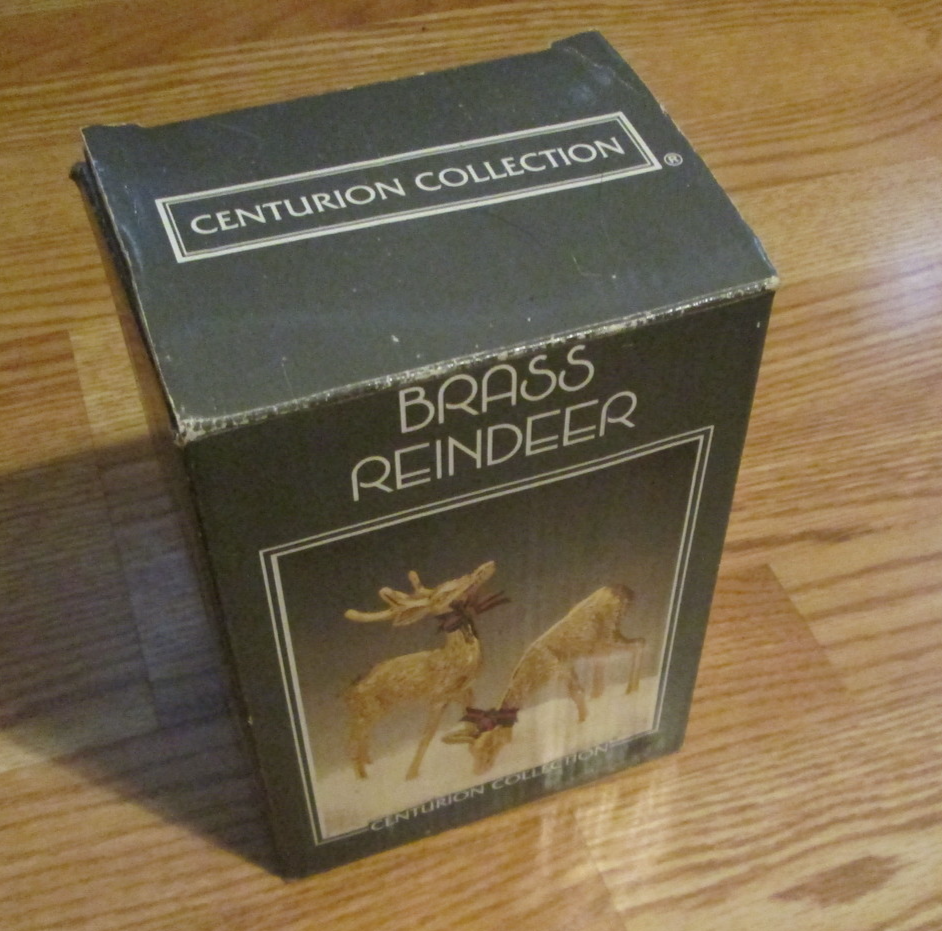 CENTURION COLLECTION ®
BRASS
REINDEER
CENTURION COLLECTION